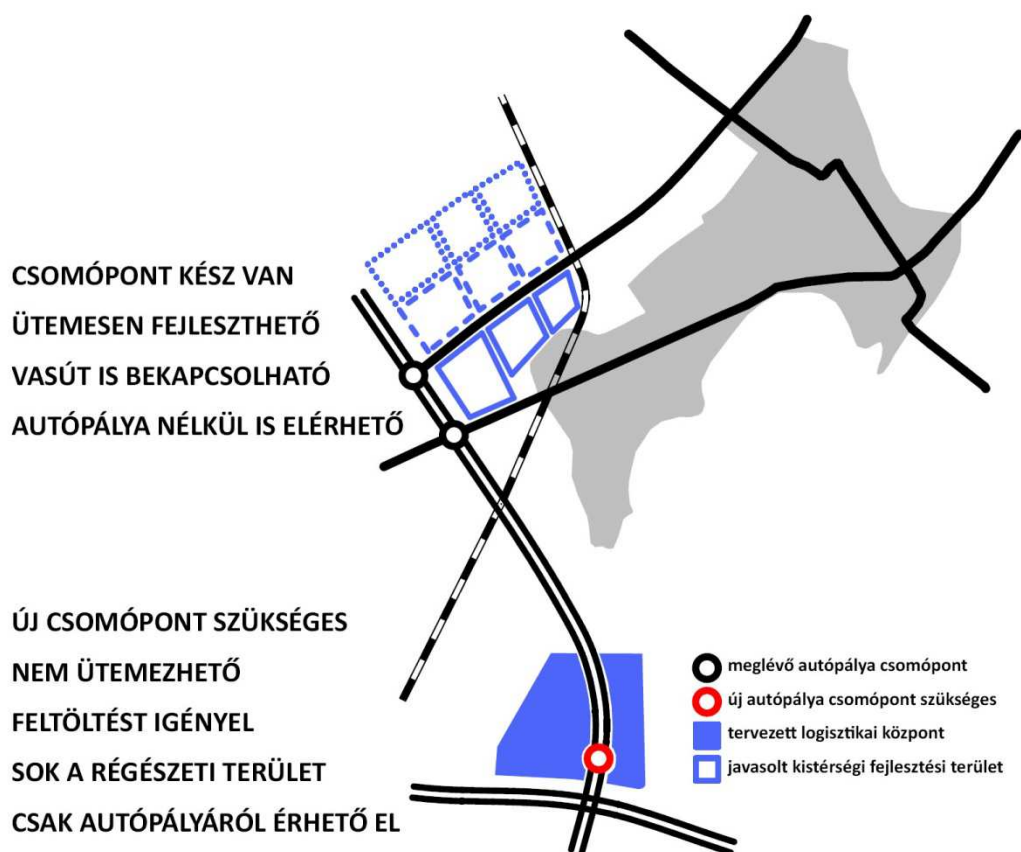 CSOMÓPONT KÉSZ VAN
ÜTEMESEN FEJLESZTHETŐ
VASÚT IS BEKAPCSOLHATÓ
AUTÓPÁLYA NÉLKÜL IS ELÉRHETŐ
ÚJ CSOMÓPONT SZÜKSÉGES
NEM ÜTEMEZHETŐ
FELTÖLTÉST IGÉNYEL
SOK A RÉGÉSZETI TERÜLET
CSAK AUTÓPÁLYÁRÓL ÉRHETŐ EL
meglévő autópálya csomópont
új autópálya csomópont szükséges
tervezett logisztikai központ
javasolt kistérségi fejlesztési terület